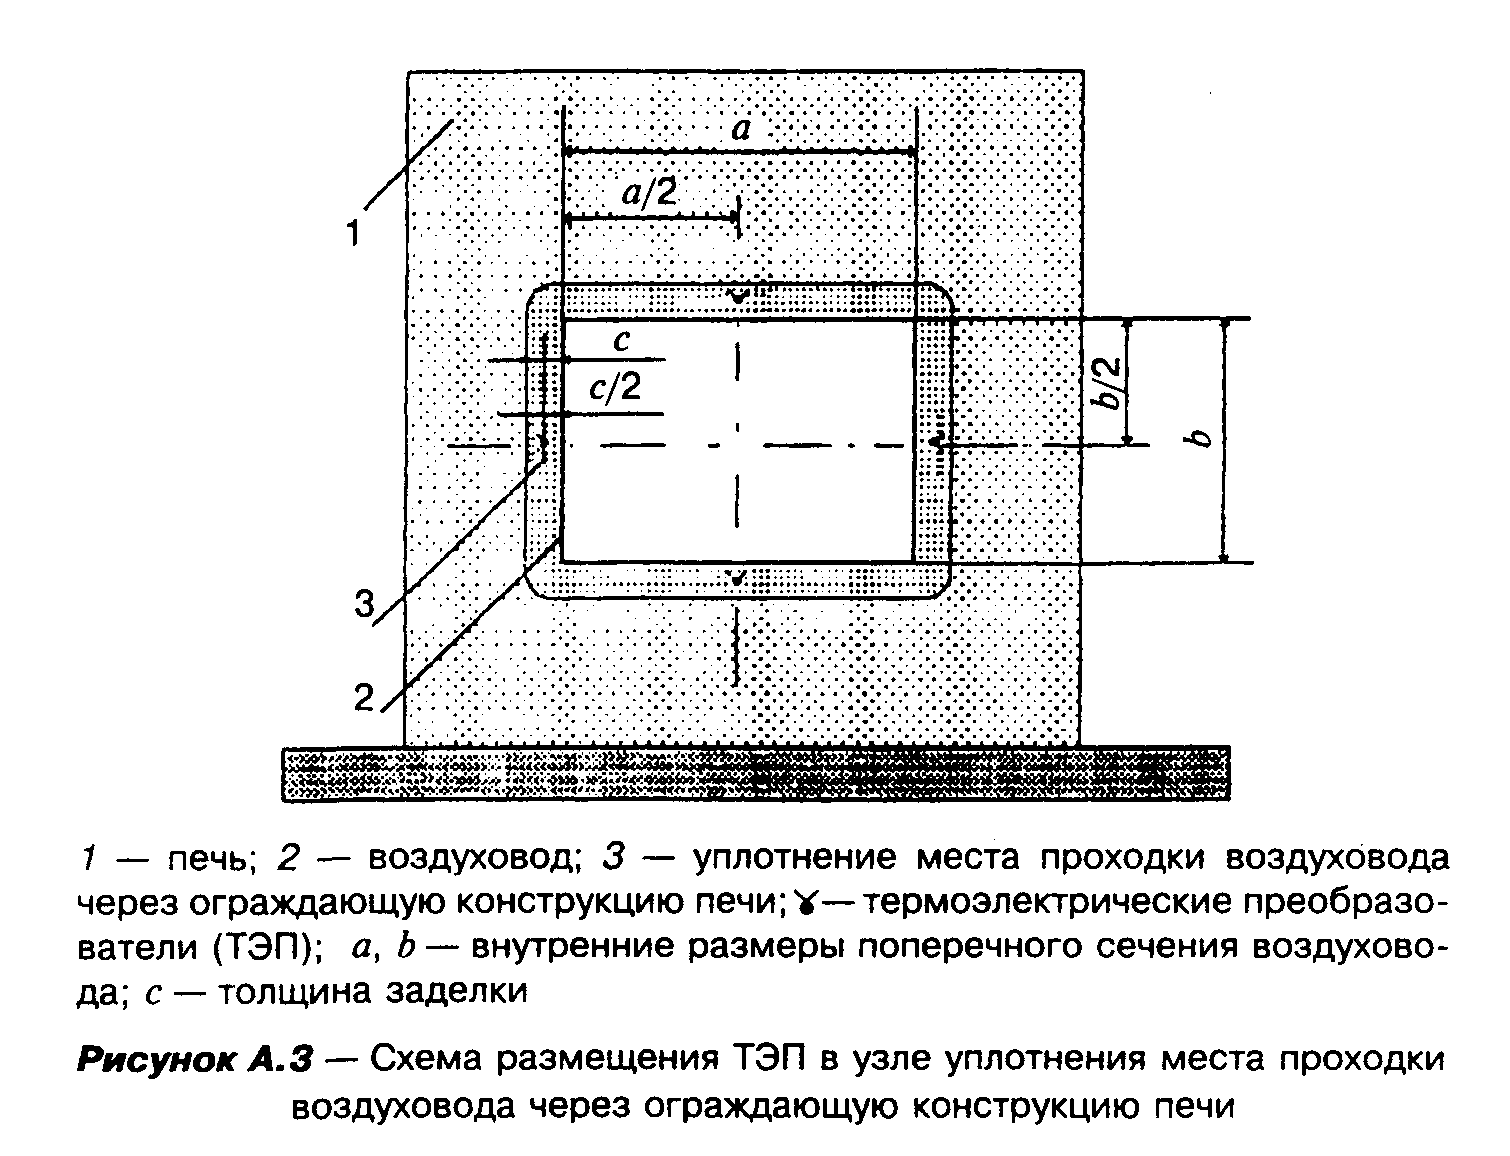 a
a/2
1
c
c/2
b/2
b
3
2
1 — печь; 2 — воздуховод; 3 — уплотнение места проходки воздуховода
через ограждающую конструкцию печи; — термоэлектрические преобразо-
ватели (ТЭП); a, b — внутренние размеры поперечного сечения воздухово-
да; c — толщина заделки
Рисунок А.3 — Схема размещения ТЭП в узле уплотнения места проходки
воздуховода через ограждающую конструкцию печи